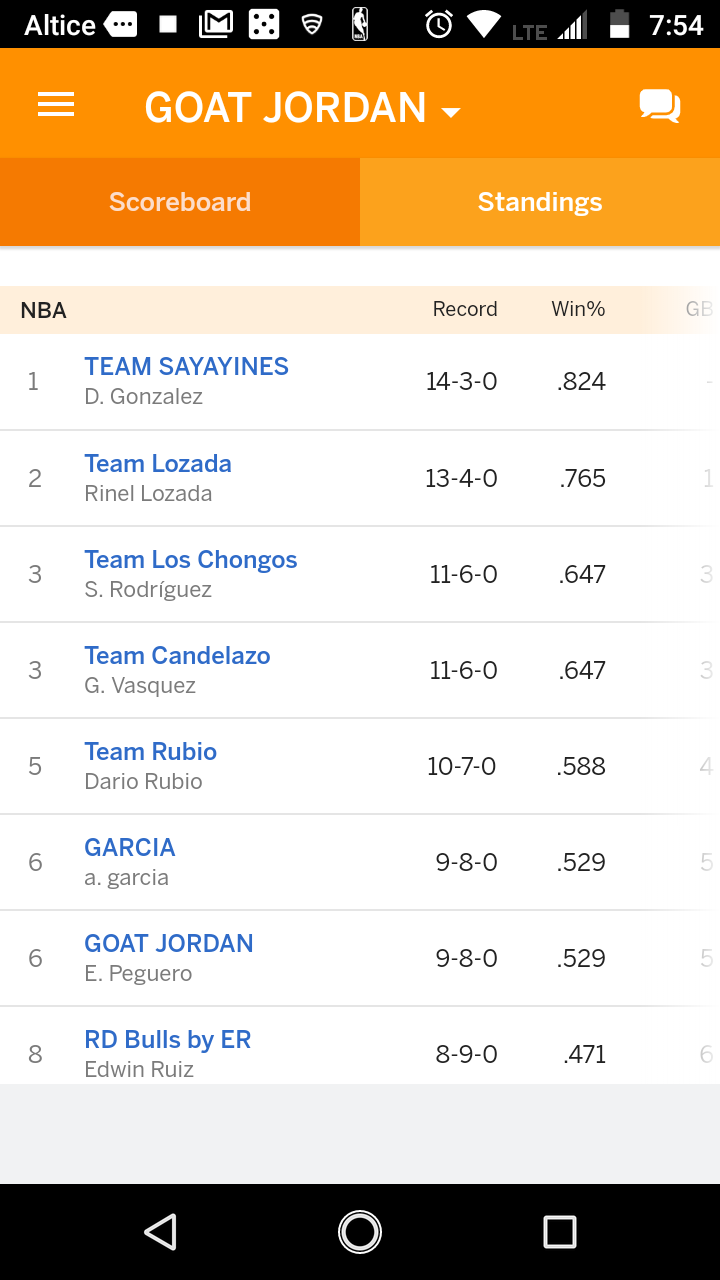 Altice LTE 7:54
GOAT JORDAN
Scoreboard Standings
NBA Record Win% GB
1 TEAM SAYAYINES 14-3-0 .824 -
D. Gonzalez
2 Team Lozada 13-4-0 .765 1
Rinel Lozada
3 Team Los Chongos 11-6-0 .647 3
S. Rodríguez
3 Team Candelazo 11-6-0 .647 3
G. Vasquez
5 Team Rubio 10-7-0 .588 4
Dario Rubio
6 GARCIA 9-8-0 .529 5
a. garcia
6 GOAT JORDAN 9-8-0 .529 5
E. Peguero
8 RD Bulls by ER 8-9-0 .471 6
Edwin Ruiz